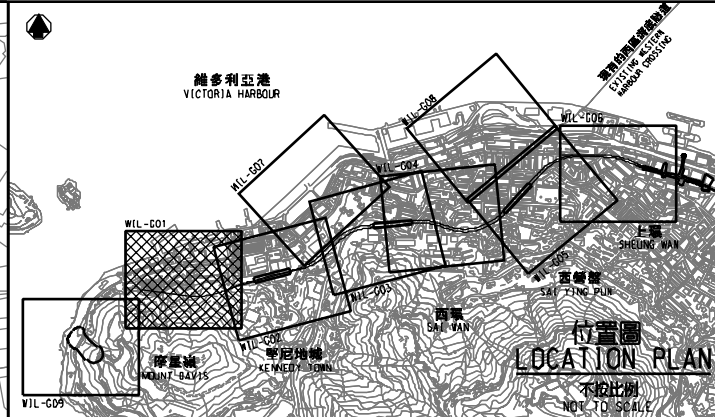 維多利亞港
VICTORIA HARBOUR
現有的西區海底隧道
EXISTING WESTERN
HARBOUR CROSSING
WIL-G08
WIL-G06
WIL-G07
WIL-G04
WIL-G01
上環
SHEUNG WAN
WIL-G05
西營盤
SAI YING PUN
WIL-G03
西環
SAI WAN
WIL-G02
堅尼地城
KENNEDY TOWN
摩星嶺
MOUNT DAVIS
WIL-G09
位置圖
LOCATION PLAN
不按比例
NOT TO SCALE